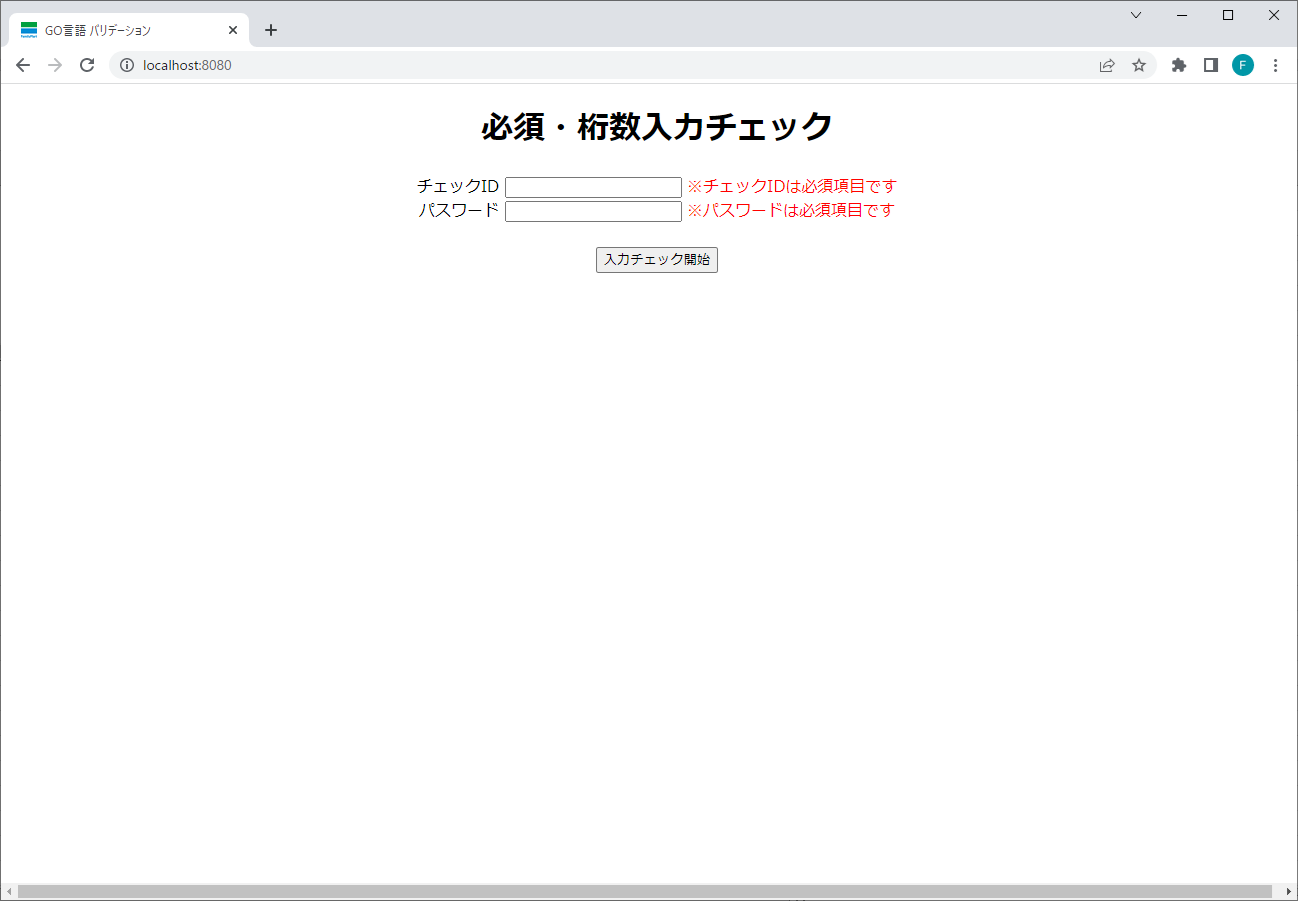 GO言語 バリデーション
localhost:8080
F
必須・桁数入力チェック
チェックID ※チェックIDは必須項目です
パスワード ※パスワードは必須項目です
入力チェック開始